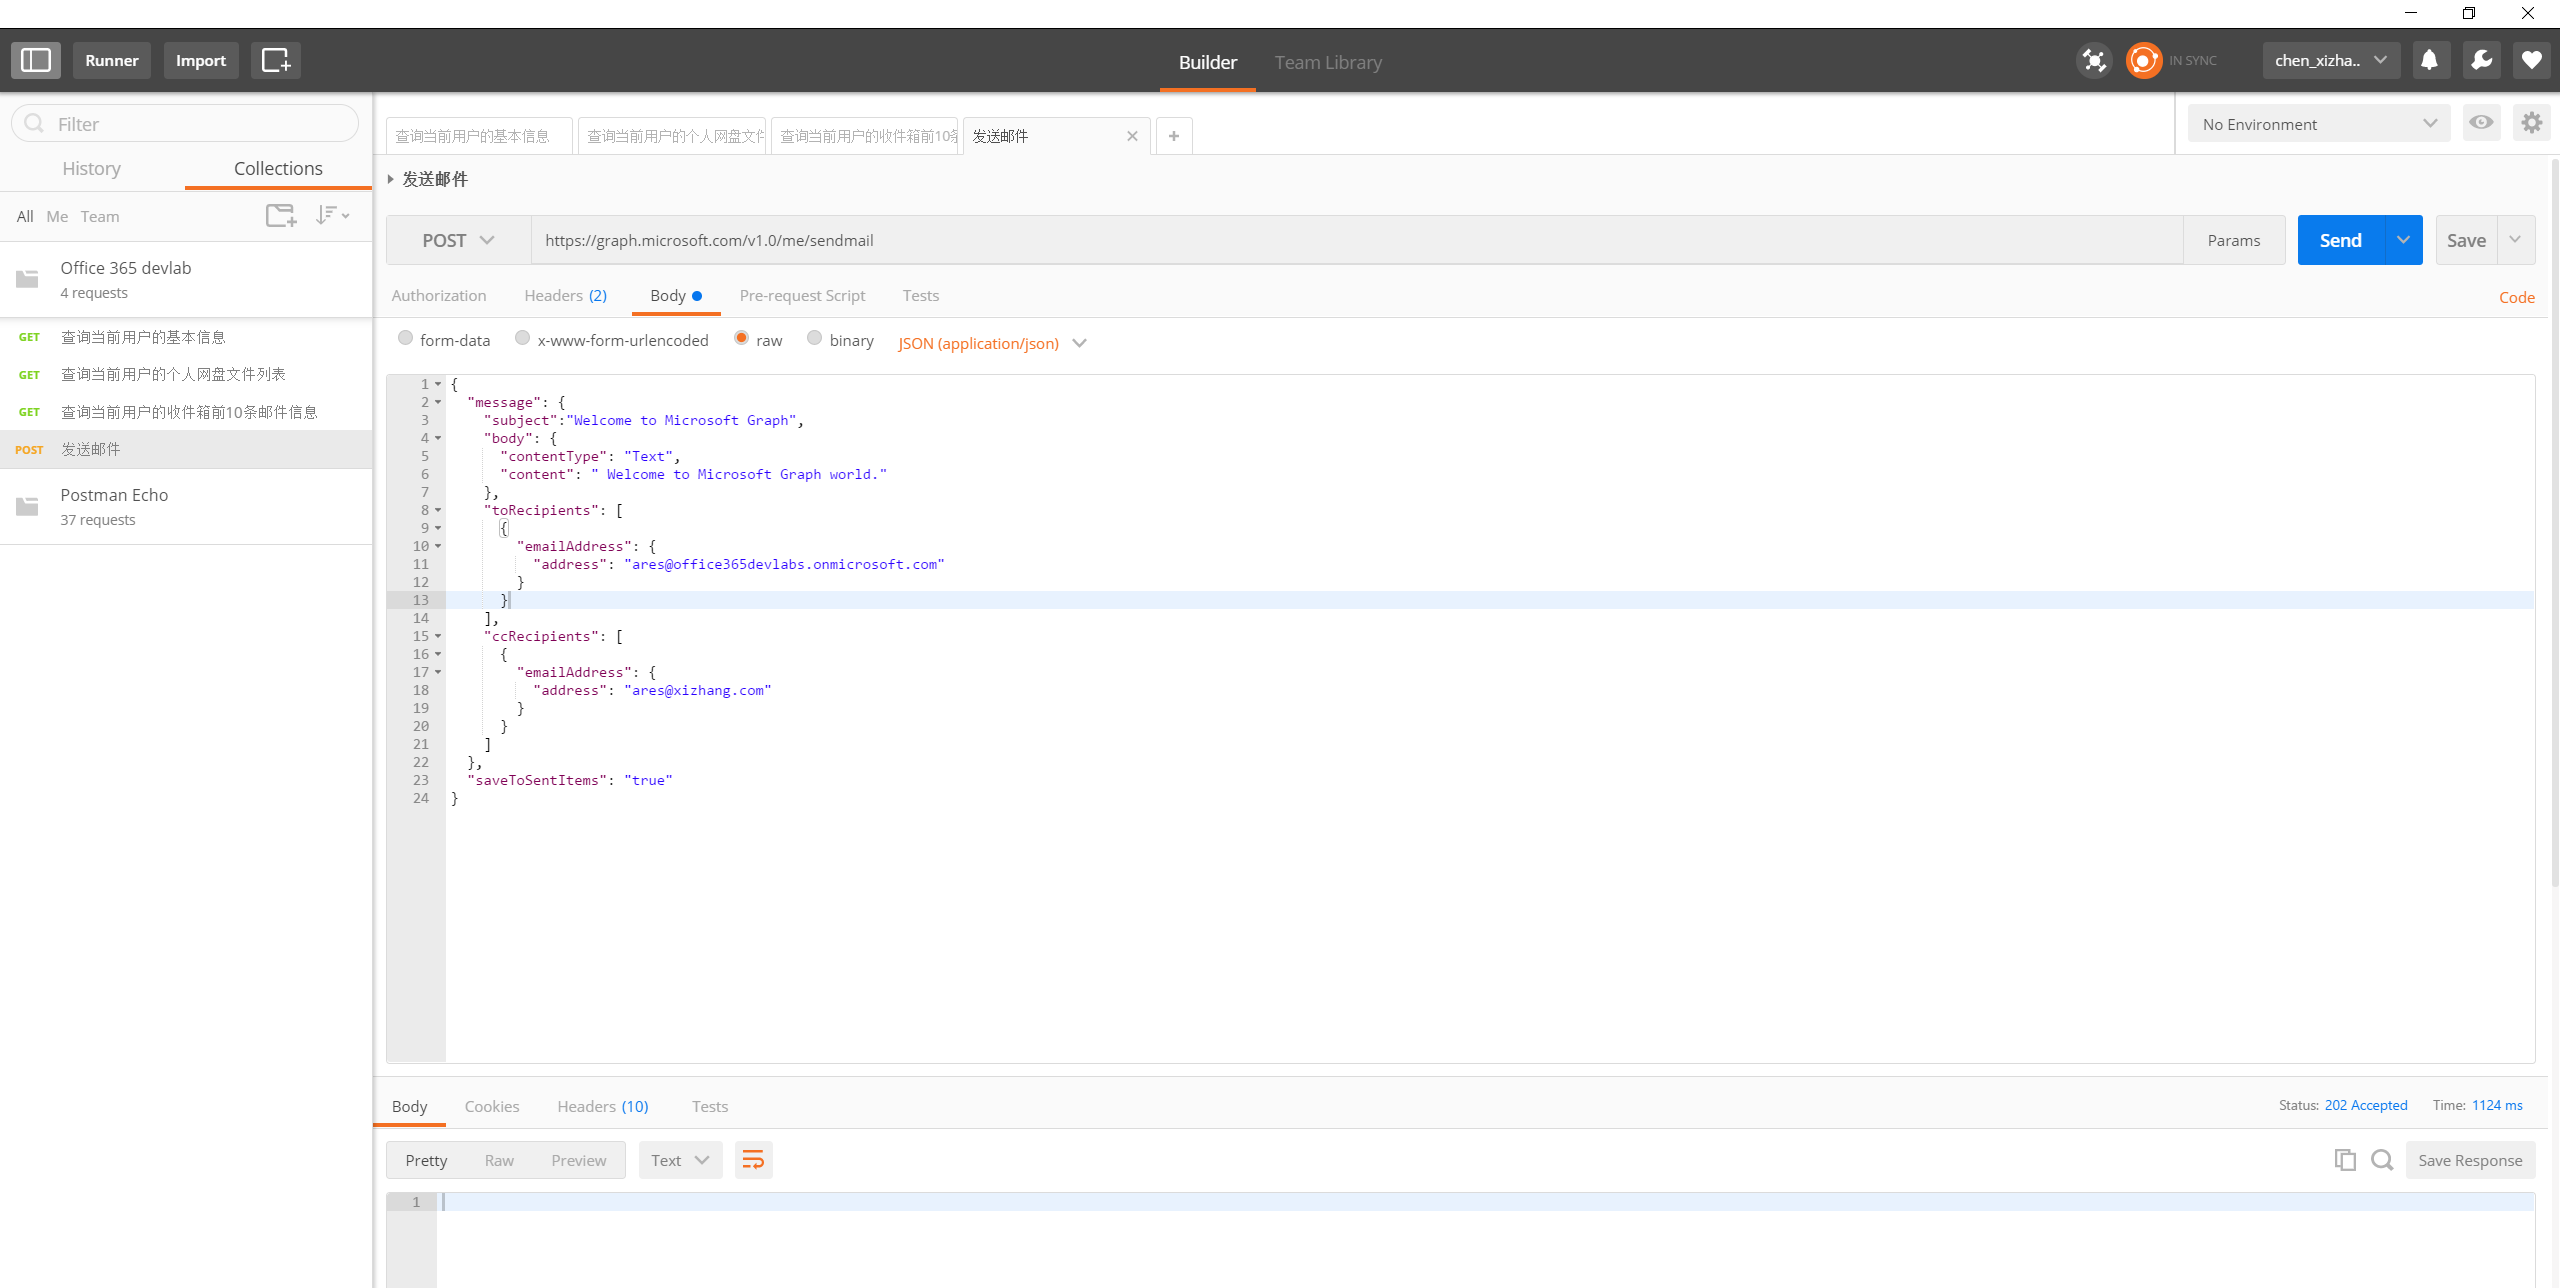 Runner Import
Builder Team Library
IN SYNC
chen_xizha..
Filter
History Collections
All Me Team
Office 365 devlab
4 requests
GET 查询当前用户的基本信息
GET 查询当前用户的个人网盘文件列表
GET 查询当前用户的收件箱前10条邮件信息
POST 发送邮件
Postman Echo
37 requests
查询当前用户的基本信息 查询当前用户的个人网盘文件 查询当前用户的收件箱前10条 发送邮件
No Environment
发送邮件
POST https://graph.microsoft.com/v1.0/me/sendmail Params Send Save
Authorization Headers (2) Body Pre-request Script Tests Code
form-data x-www-form-urlencoded raw binary JSON (application/json)
1 {
2 "message": {
3 "subject":"Welcome to Microsoft Graph",
4 "body": {
5 "contentType": "Text",
6 "content": " Welcome to Microsoft Graph world."
7 },
8 "toRecipients": [
9 {
10 "emailAddress": {
11 "address": "ares@office365devlabs.onmicrosoft.com"
12 }
13 }
14 ],
15 "ccRecipients": [
16 {
17 "emailAddress": {
18 "address": "ares@xizhang.com"
19 }
20 }
21 ]
22 },
23 "saveToSentItems": "true"
24 }
Body Cookies Headers (10) Tests Status: 202 Accepted Time: 1124 ms
Pretty Raw Preview Text Save Response
1